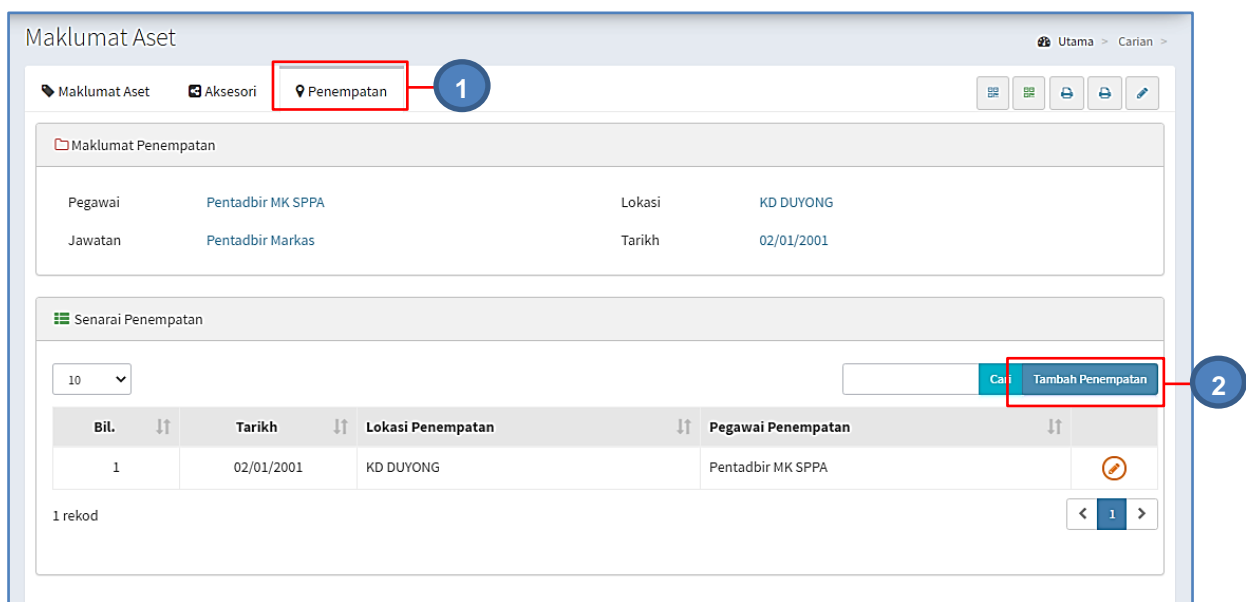 Maklumat Aset
Utama > Carian >
Maklumat Aset Aksesori Penempatan 1
Maklumat Penempatan
Pegawai Pentadbir MK SPPA Lokasi KD DUYONG
Jawatan Pentadbir Markas Tarikh 02/01/2001
Senarai Penempatan
10 Cari Tambah Penempatan 2
Bil. Tarikh Lokasi Penempatan Pegawai Penempatan
1 02/01/2001 KD DUYONG Pentadbir MK SPPA
1 rekod < 1 >